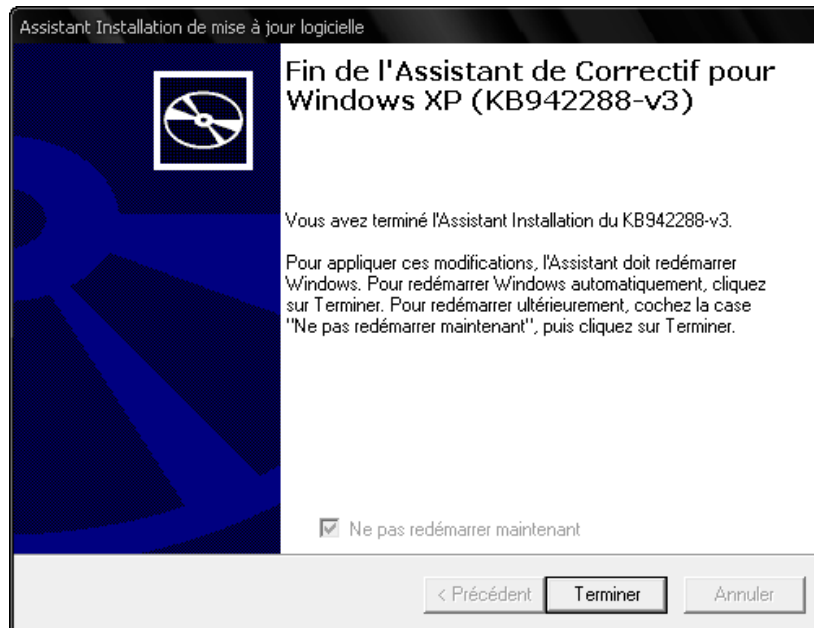 Assistant Installation de mise à jour logicielle
Fin de l'Assistant de Correctif pour
Windows XP (KB942288-v3)
Vous avez terminé l'Assistant Installation du KB942288-v3.
Pour appliquer ces modifications, l'Assistant doit redémarrer
Windows. Pour redémarrer Windows automatiquement, cliquez
sur Terminer. Pour redémarrer ultérieurement, cochez la case
"Ne pas redémarrer maintenant", puis cliquez sur Terminer.
Ne pas redémarrer maintenant
< Précédent Terminer Annuler